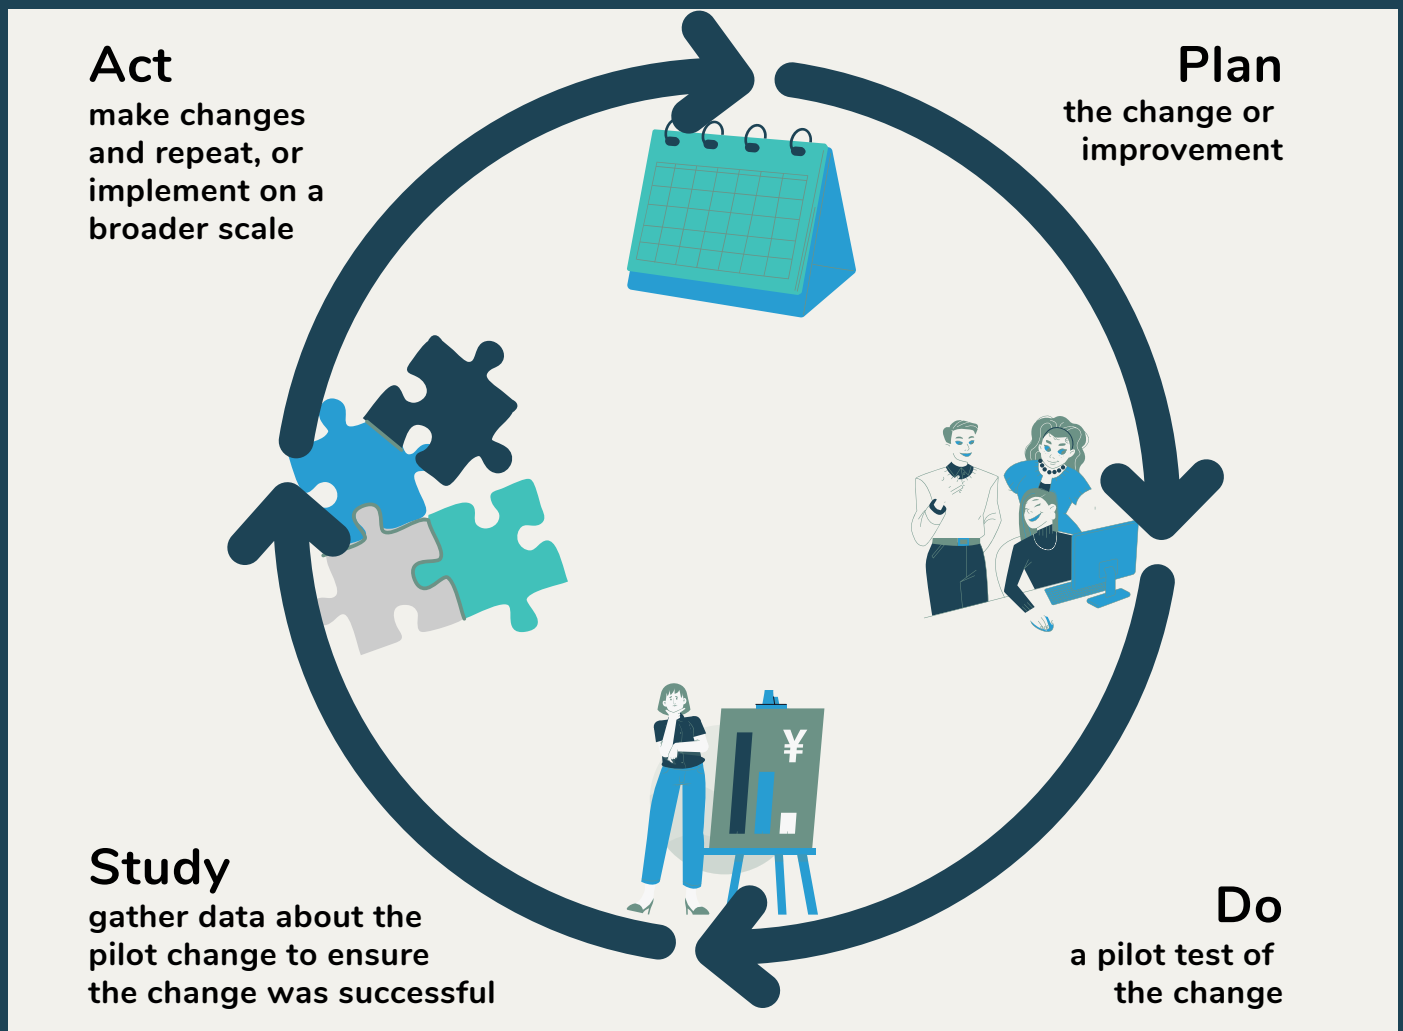 Act
make changes
and repeat, or
implement on a
broader scale
Plan
the change or
improvement
¥
Study
gather data about the
pilot change to ensure
the change was successful
Do
a pilot test of
the change